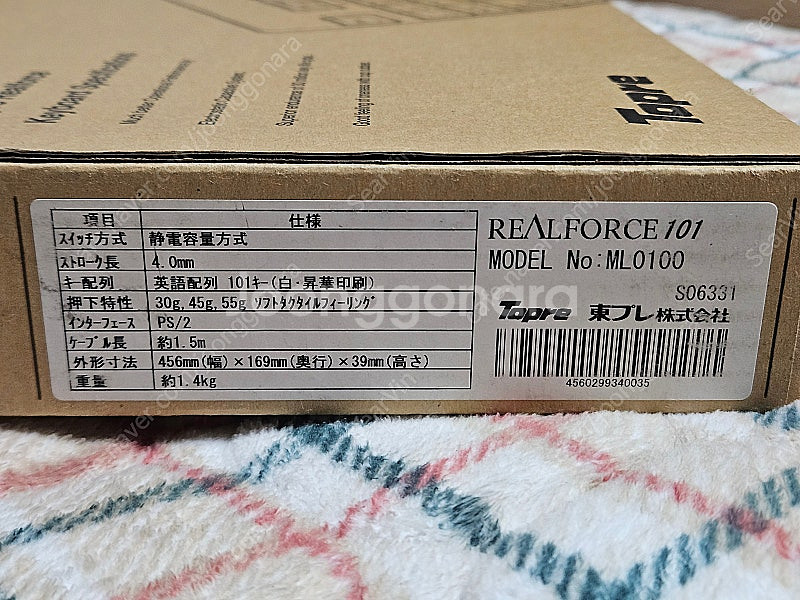 Keyboard Specifications
Topre
項目 仕様
スイッチ方式 静電容量方式
ストローク長 4.0mm
キー配列 英語配列 101キー(白・昇華印刷)
押下特性 30g,45g,55g ソフトタクタイルフィーリング
インターフェース PS/2
ケーブル長 約1.5m
外形寸法 456mm(幅)×169mm(奥行)×39mm(高さ)
重量 約1.4kg
REALFORCE 101
MODEL No:ML0100
S06331
Topre 東プレ株式会社
4560299340035
joonggonara